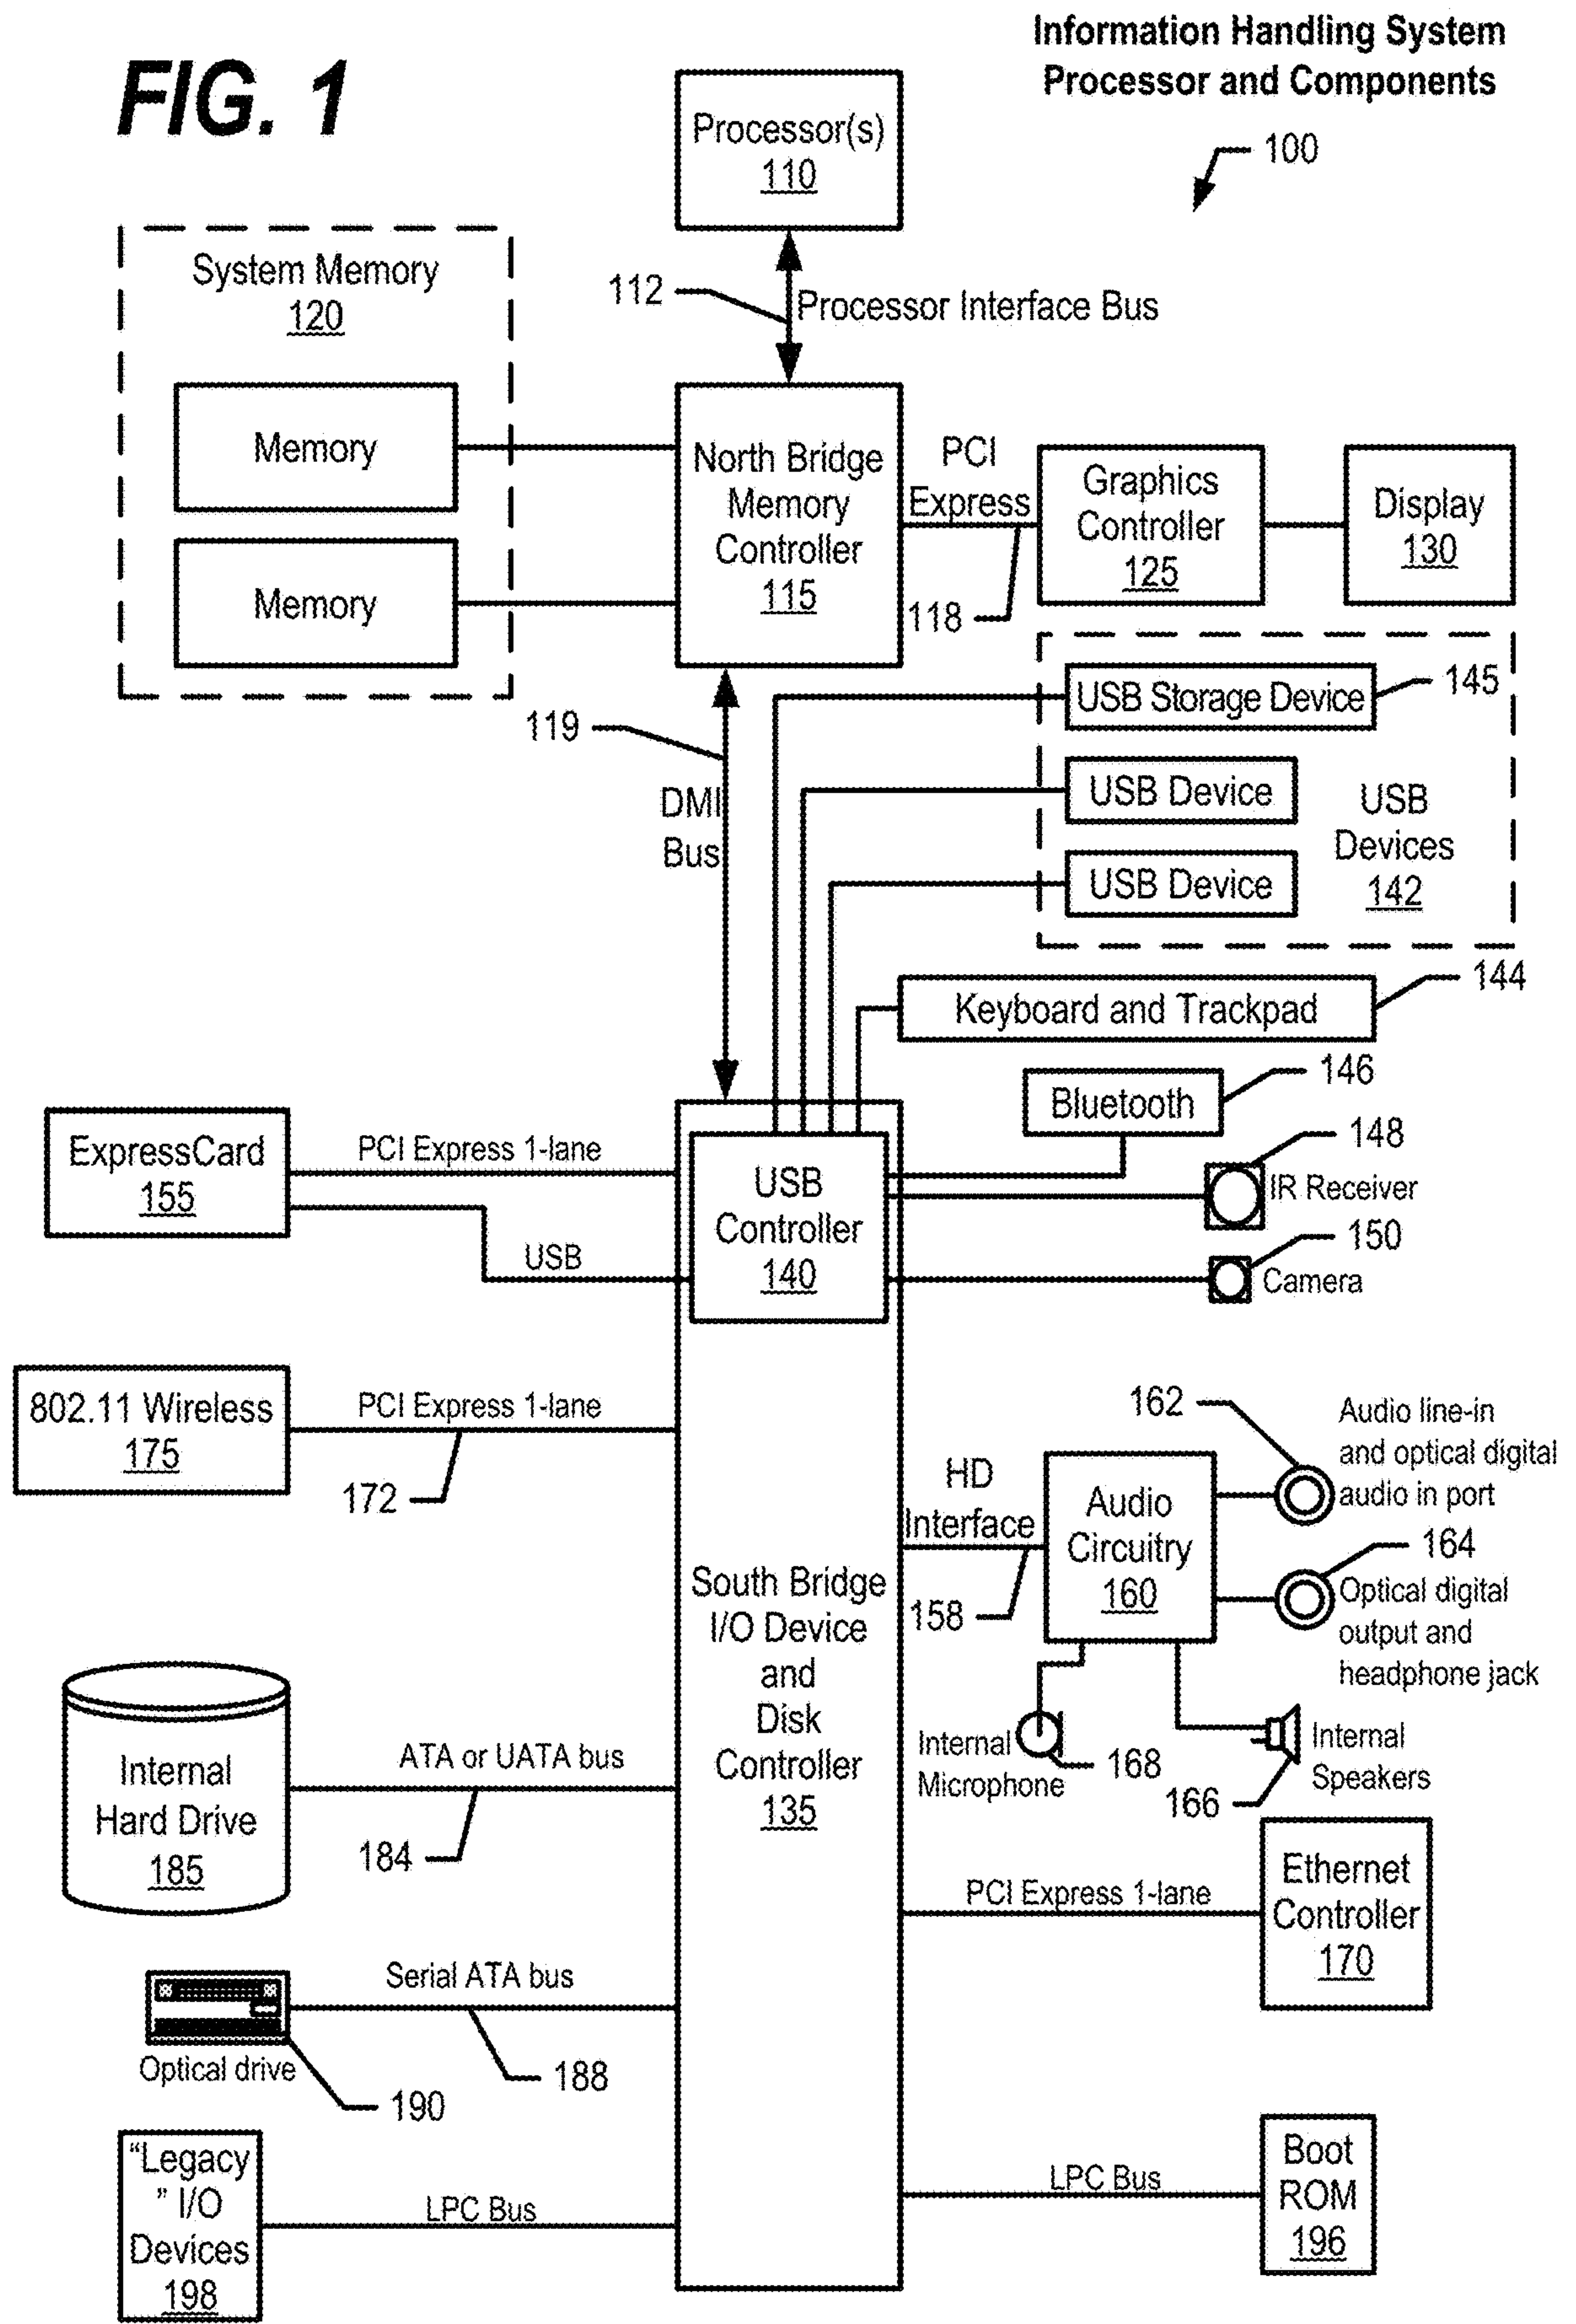 FIG. 1
Information Handling System
Processor and Components
100
Processor(s)
110
System Memory
120
112
Processor Interface Bus
Memory
Memory
North Bridge
Memory
Controller
115
PCI
Express
118
Graphics
Controller
125
Display
130
119
DMI
Bus
USB Storage Device
145
USB Device
USB Device
USB
Devices
142
Keyboard and Trackpad
144
Bluetooth
146
148
IR Receiver
150
Camera
ExpressCard
155
PCI Express 1-lane
USB
USB
Controller
140
802.11 Wireless
175
PCI Express 1-lane
172
162
Audio line-in
and optical digital
audio in port
HD
Interface
158
Audio
Circuitry
160
164
Optical digital
output and
headphone jack
South Bridge
I/O Device
and
Disk
Controller
135
Internal
Microphone
168
166
Internal
Speakers
Internal
Hard Drive
185
ATA or UATA bus
184
PCI Express 1-lane
Ethernet
Controller
170
Serial ATA bus
188
Optical drive
190
"Legacy
" I/O
Devices
198
LPC Bus
LPC Bus
Boot
ROM
196